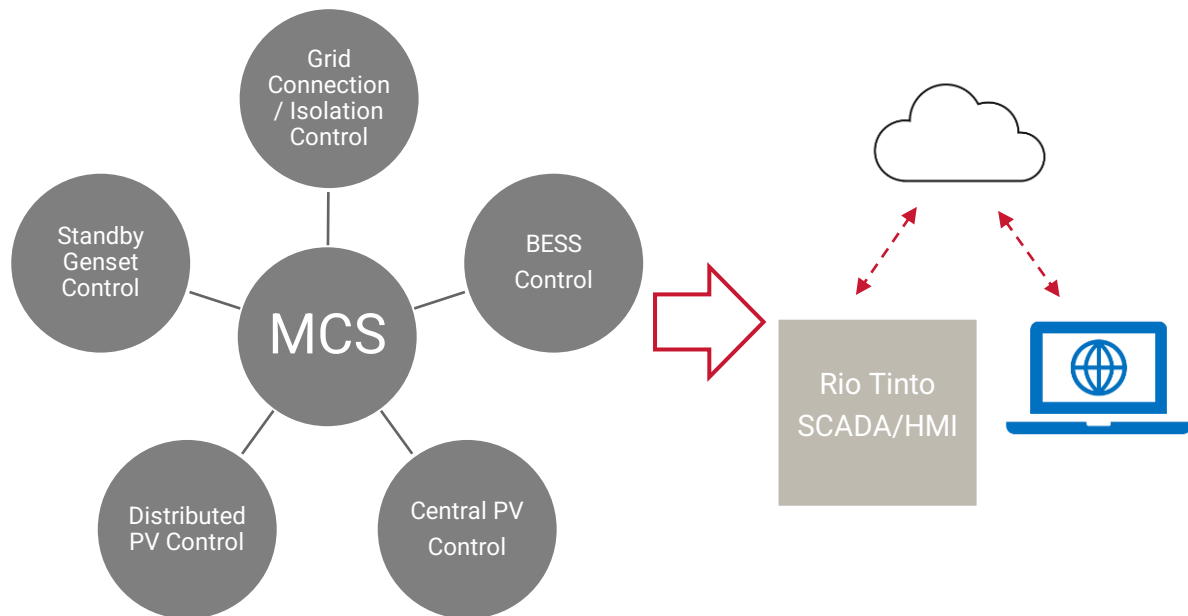 Grid
Connection
/ Isolation
Control
Standby
Genset
Control
BESS
Control
MCS
Distributed
PV Control
Central PV
Control
Rio Tinto
SCADA/HMI